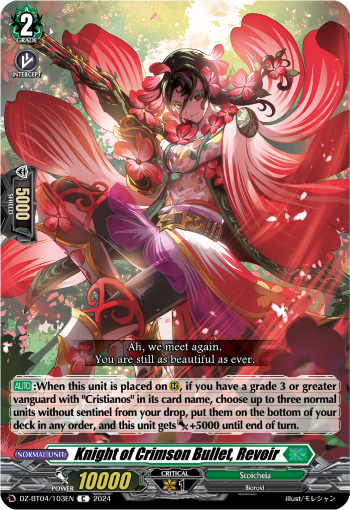 2
GRADE
INTERCEPT
5000
SHIELD
Ah, we meet again.
You are still as beautiful as ever.
AUTO:When this unit is placed on , if you have a grade 3 or greater
vanguard with "Cristianos" in its card name, choose up to three normal
units without sentinel from your drop, put them on the bottom of your
deck in any order, and this unit gets +5000 until end of turn.
NORMAL UNIT
Knight of Crimson Bullet, Revoir
POWER 10000
CRITICAL
1
Stoicheia
Bioroid
D2-BT04/103EN C 2024
illust/モレシャン